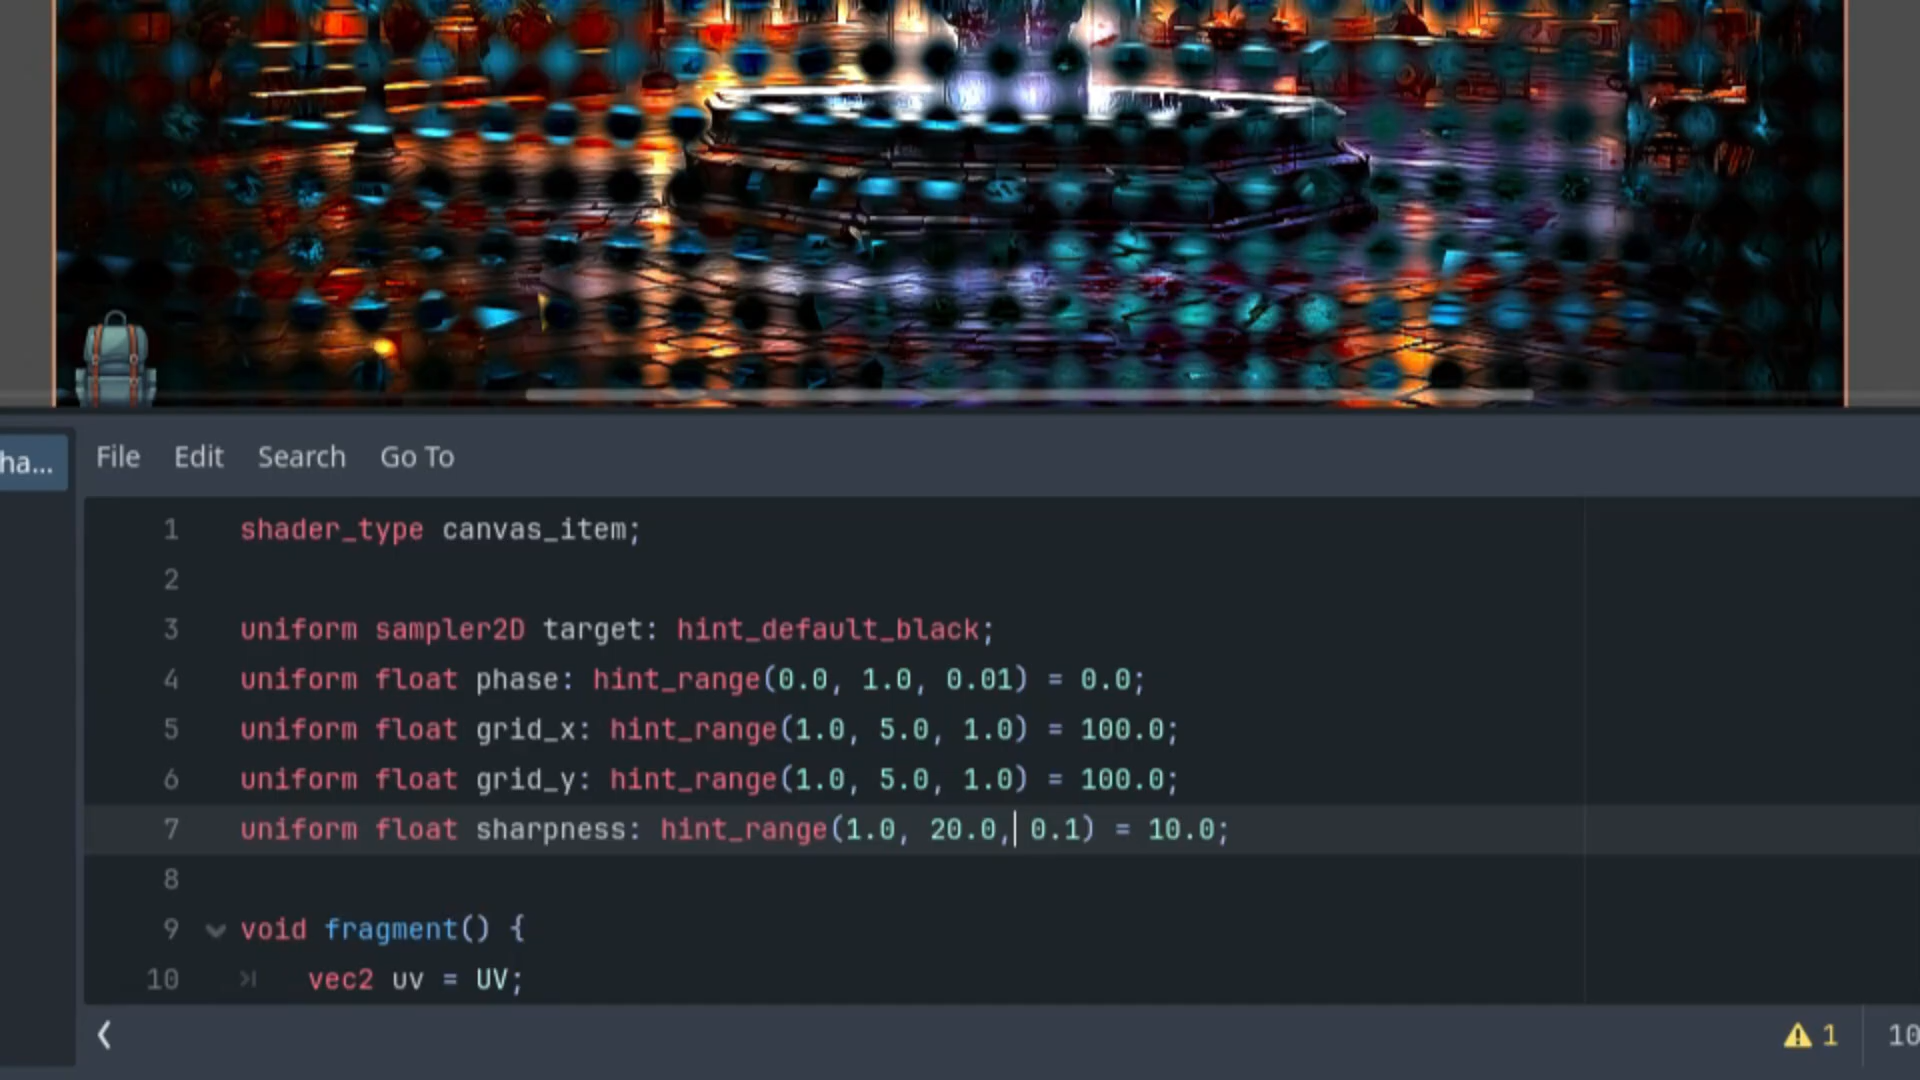 ha...
File Edit Search Go To
1 shader_type canvas_item;
2
3 uniform sampler2D target: hint_default_black;
4 uniform float phase: hint_range(0.0, 1.0, 0.01) = 0.0;
5 uniform float grid_x: hint_range(1.0, 5.0, 1.0) = 100.0;
6 uniform float grid_y: hint_range(1.0, 5.0, 1.0) = 100.0;
7 uniform float sharpness: hint_range(1.0, 20.0, 0.1) = 10.0;
8
9 void fragment() {
10 vec2 uv = UV;
1 10